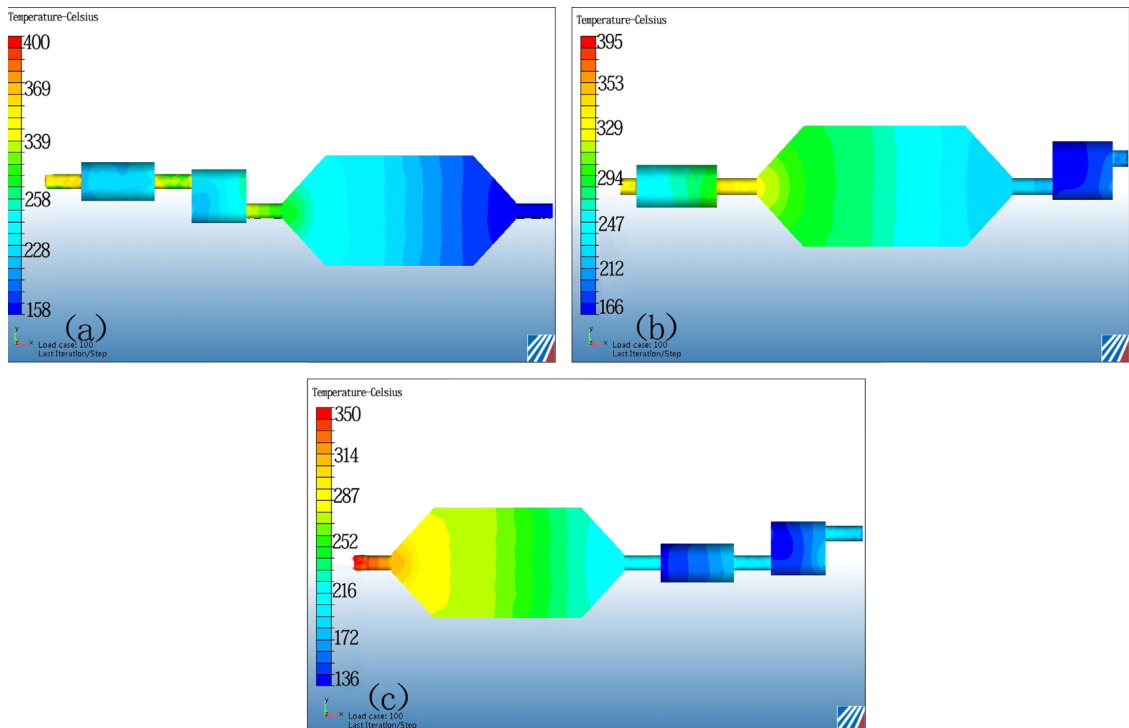 Temperature-Celsius
400
369
339
258
228
158
(a)
y
z x
Load case: 100
Last Iteration/Step
Temperature-Celsius
395
353
329
294
247
212
166
(b)
y
z x
Load case: 100
Last Iteration/Step
Temperature-Celsius
350
314
287
252
216
172
136
(c)
y
z x
Load case: 100
Last Iteration/Step